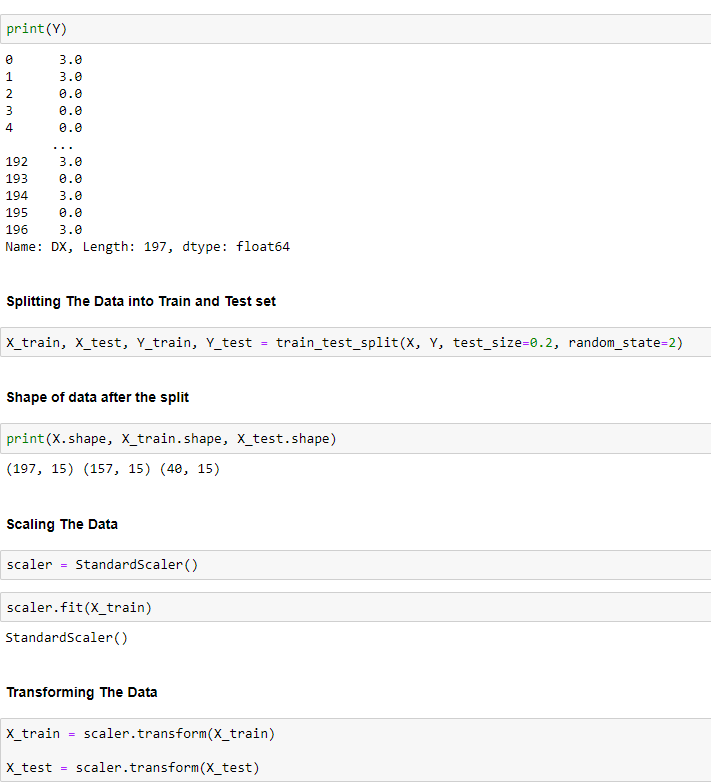 print(Y)
0      3.0
1      3.0
2      0.0
3      0.0
4      0.0
...
192    3.0
193    0.0
194    3.0
195    0.0
196    3.0
Name: DX, Length: 197, dtype: float64
Splitting The Data into Train and Test set
X_train, X_test, Y_train, Y_test = train_test_split(X, Y, test_size=0.2, random_state=2)
Shape of data after the split
print(X.shape, X_train.shape, X_test.shape)
(197, 15) (157, 15) (40, 15)
Scaling The Data
scaler = StandardScaler()
scaler.fit(X_train)
StandardScaler()
Transforming The Data
X_train = scaler.transform(X_train)
X_test = scaler.transform(X_test)